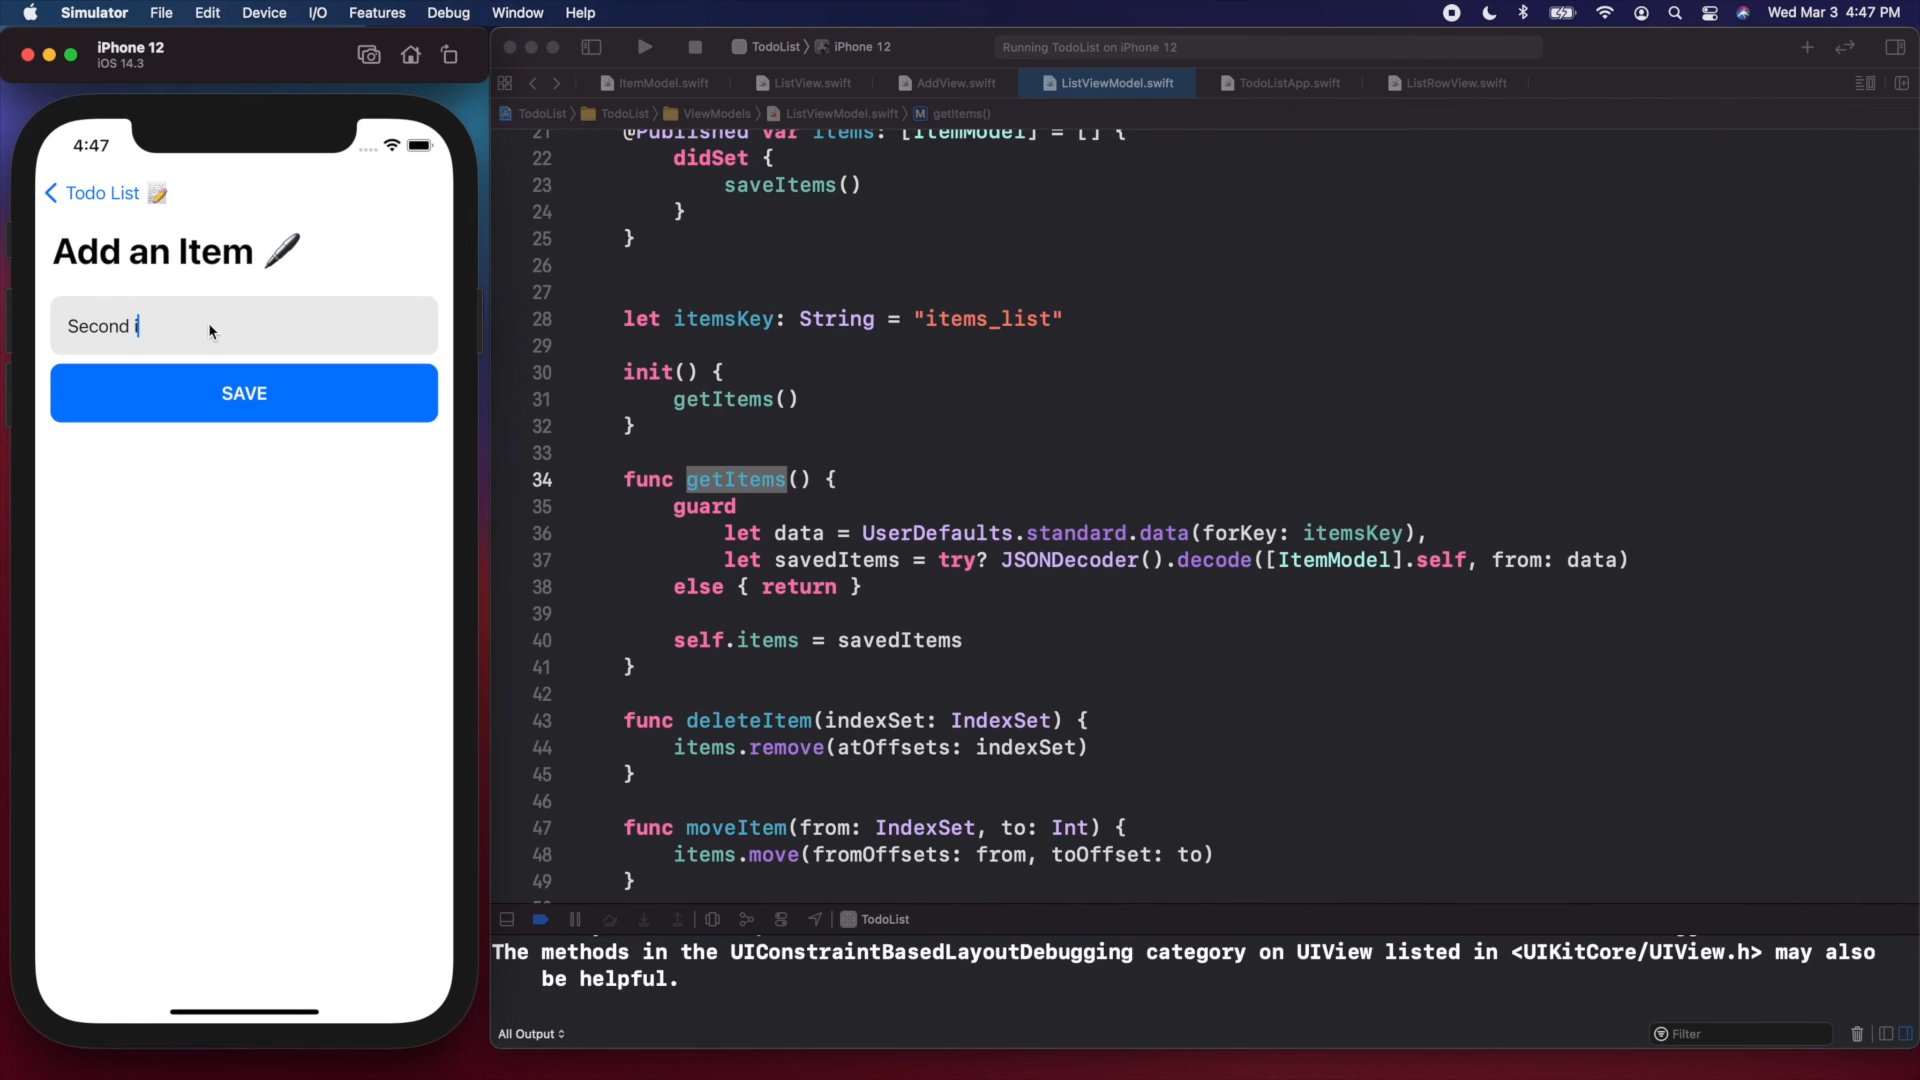 Simulator File Edit Device I/O Features Debug Window Help Wed Mar 3 4:47 PM
iPhone 12
iOS 14.3
4:47
Todo List 📝
Add an Item 🖋
Second i
SAVE
TodoList 〉 iPhone 12
Running TodoList on iPhone 12
ItemModel.swift ListView.swift AddView.swift ListViewModel.swift TodoListApp.swift ListRowView.swift
TodoList 〉 TodoList 〉 ViewModels 〉 ListViewModel.swift 〉 M getItems()
21 @Published var items: [ItemModel] = [] {
22 didSet {
23 saveItems()
24 }
25 }
26
27
28 let itemsKey: String = "items_list"
29
30 init() {
31 getItems()
32 }
33
34 func getItems() {
35 guard
36 let data = UserDefaults.standard.data(forKey: itemsKey),
37 let savedItems = try? JSONDecoder().decode([ItemModel].self, from: data)
38 else { return }
39
40 self.items = savedItems
41 }
42
43 func deleteItem(indexSet: IndexSet) {
44 items.remove(atOffsets: indexSet)
45 }
46
47 func moveItem(from: IndexSet, to: Int) {
48 items.move(fromOffsets: from, toOffset: to)
49 }
TodoList
The methods in the UIConstraintBasedLayoutDebugging category on UIView listed in <UIKitCore/UIView.h> may also
be helpful.
All Output
Filter